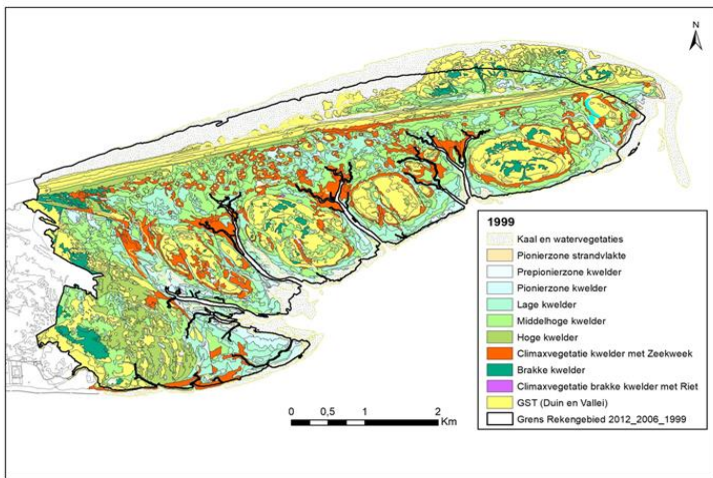 N
1999
Kaal en watervegetaties
Pionierzone strandvlakte
Prepionierzone kwelder
Pionierzone kwelder
Lage kwelder
Middelhoge kwelder
Hoge kwelder
Climaxvegetatie kwelder met Zeekweek
Brakke kwelder
Climaxvegetatie brakke kwelder met Riet
GST (Duin en Vallei)
Grens Rekengebied 2012_2006_1999
0 0,5 1 2
Km